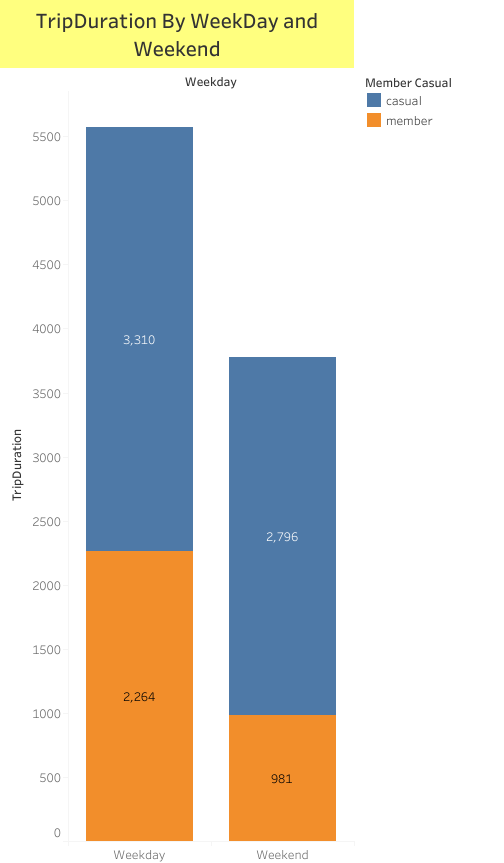 TripDuration By WeekDay and
Weekend
Weekday
Member Casual
casual
member
5500
5000
4500
4000
3500
3000
2500
2000
1500
1000
500
0
TripDuration
3,310
2,796
2,264
981
Weekday
Weekend